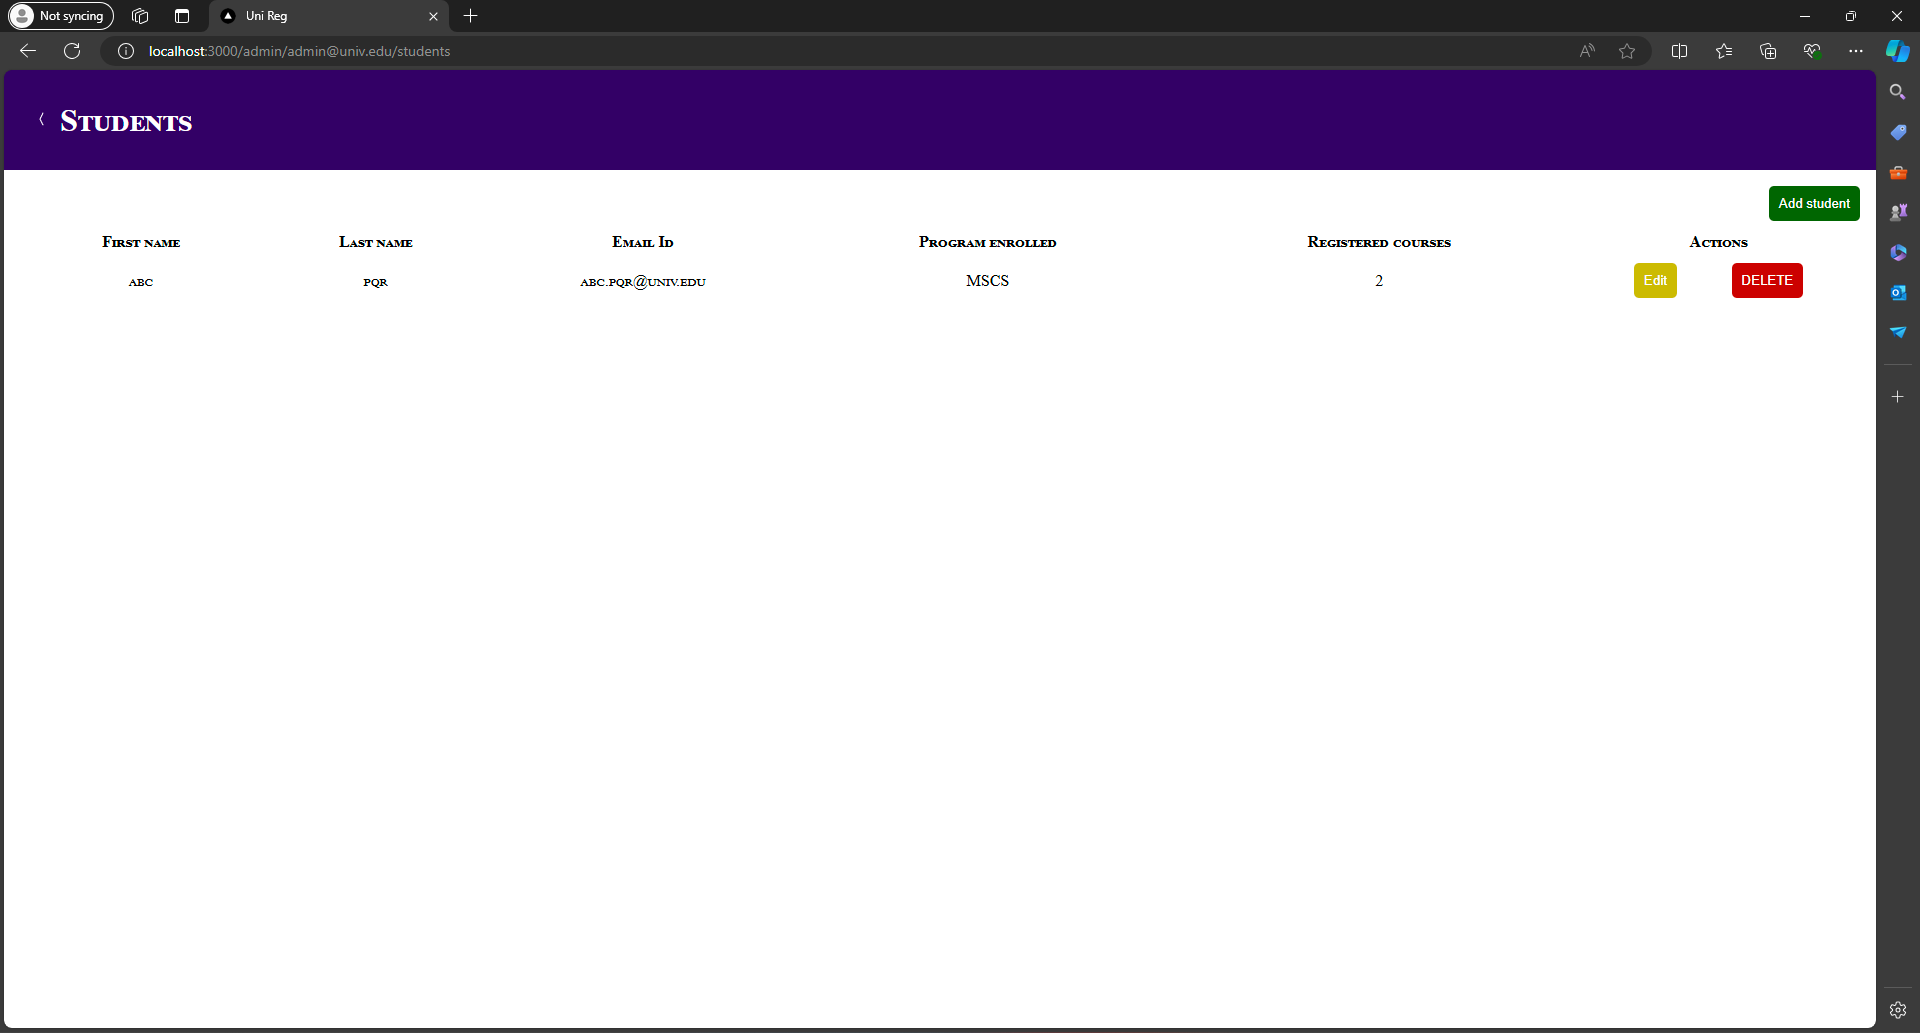 Not syncing
Uni Reg
localhost:3000/admin/admin@univ.edu/students
Students
Add student
First name Last name Email Id Program enrolled Registered courses Actions
abc pqr abc.pqr@univ.edu MSCS 2 Edit DELETE